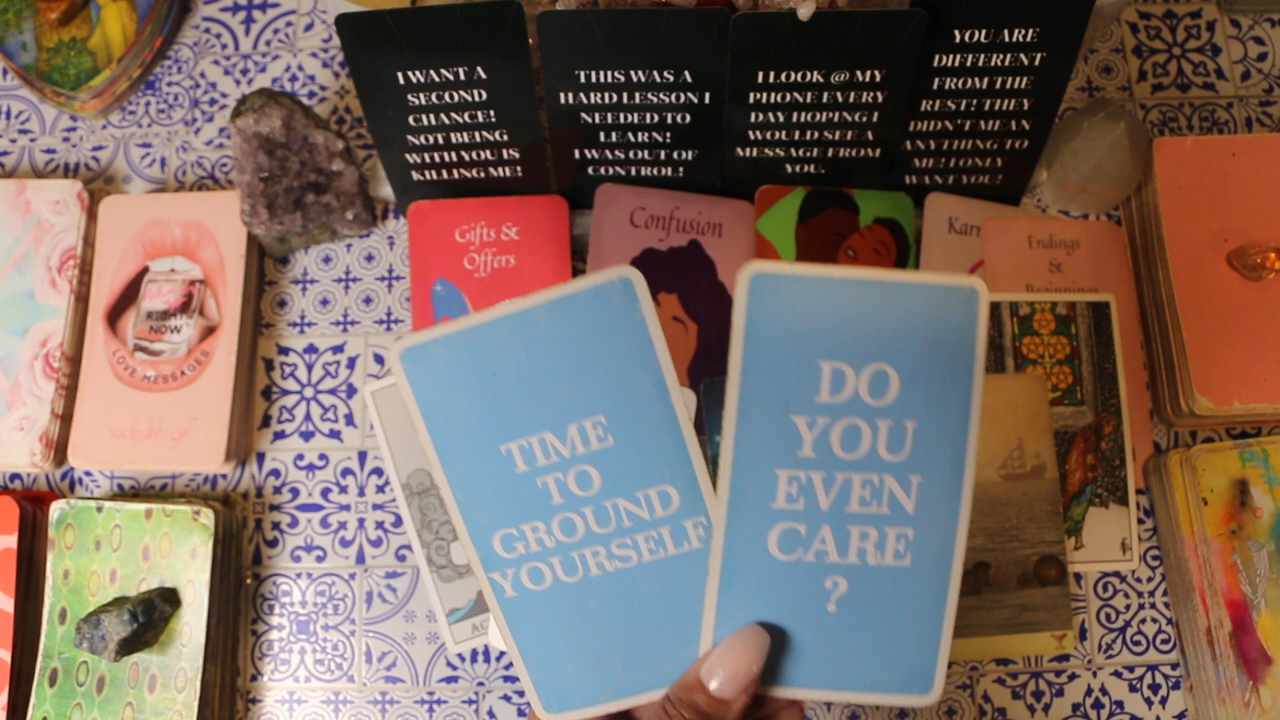 I WANT A
SECOND
CHANCE!
NOT BEING
WITH YOU IS
KILLING ME!
THIS WAS A
HARD LESSON I
NEEDED TO
LEARN!
I WAS OUT OF
CONTROL!
I LOOK @ MY
PHONE EVERY
DAY HOPING I
WOULD SEE A
MESSAGE FROM
YOU.
YOU ARE
DIFFERENT
FROM THE
REST! THEY
DIDN'T MEAN
ANYTHING TO
ME! I ONLY
WANT YOU!
Gifts &
Offers
Confusion
Endings
&
Beginnings
RIGHT
NOW
LOVE MESSAGES
TIME
TO
GROUND
YOURSELF
DO
YOU
EVEN
CARE
?